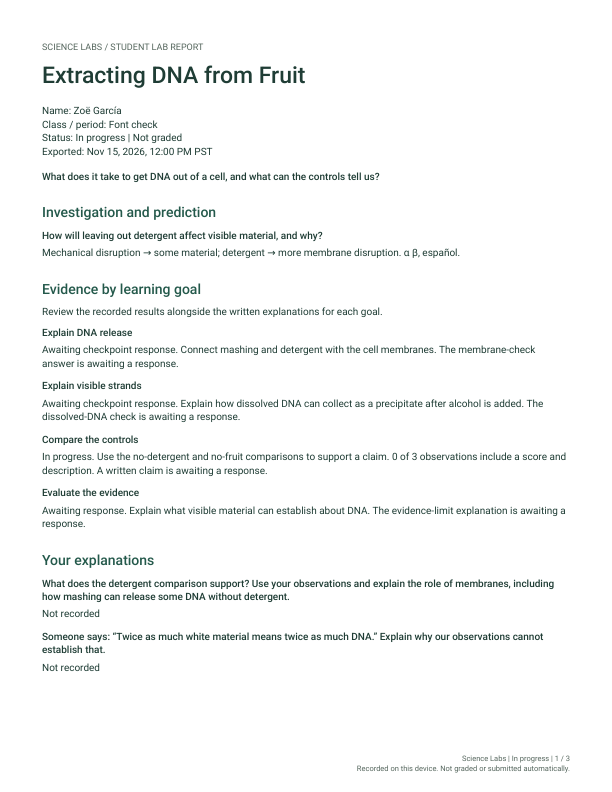 SCIENCE LABS / STUDENT LAB REPORT
Extracting DNA from Fruit
Name: Zoë García
Class / period: Font check
Status: In progress | Not graded
Exported: Nov 15, 2026, 12:00 PM PST
What does it take to get DNA out of a cell, and what can the controls tell us?
Investigation and prediction
How will leaving out detergent affect visible material, and why?
Mechanical disruption → some material; detergent → more membrane disruption. α β, español.
Evidence by learning goal
Review the recorded results alongside the written explanations for each goal.
Explain DNA release
Awaiting checkpoint response. Connect mashing and detergent with the cell membranes. The membrane-check
answer is awaiting a response.
Explain visible strands
Awaiting checkpoint response. Explain how dissolved DNA can collect as a precipitate after alcohol is added. The
dissolved-DNA check is awaiting a response.
Compare the controls
In progress. Use the no-detergent and no-fruit comparisons to support a claim. 0 of 3 observations include a score and
description. A written claim is awaiting a response.
Evaluate the evidence
Awaiting response. Explain what visible material can establish about DNA. The evidence-limit explanation is awaiting a
response.
Your explanations
What does the detergent comparison support? Use your observations and explain the role of membranes, including
how mashing can release some DNA without detergent.
Not recorded
Someone says: “Twice as much white material means twice as much DNA.” Explain why our observations cannot
establish that.
Not recorded
Science Labs | In progress | 1 / 3
Recorded on this device. Not graded or submitted automatically.